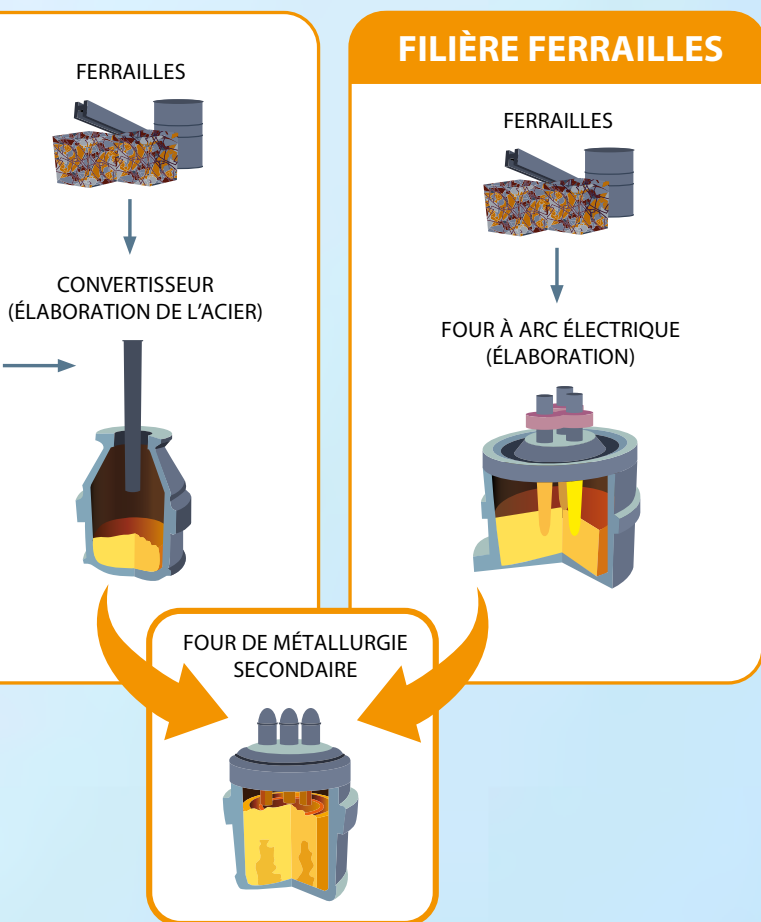 FERRAILLES
CONVERTISSEUR
(ÉLABORATION DE L'ACIER)
FILIÈRE FERRAILLES
FERRAILLES
FOUR À ARC ÉLECTRIQUE
(ÉLABORATION)
FOUR DE MÉTALLURGIE
SECONDAIRE